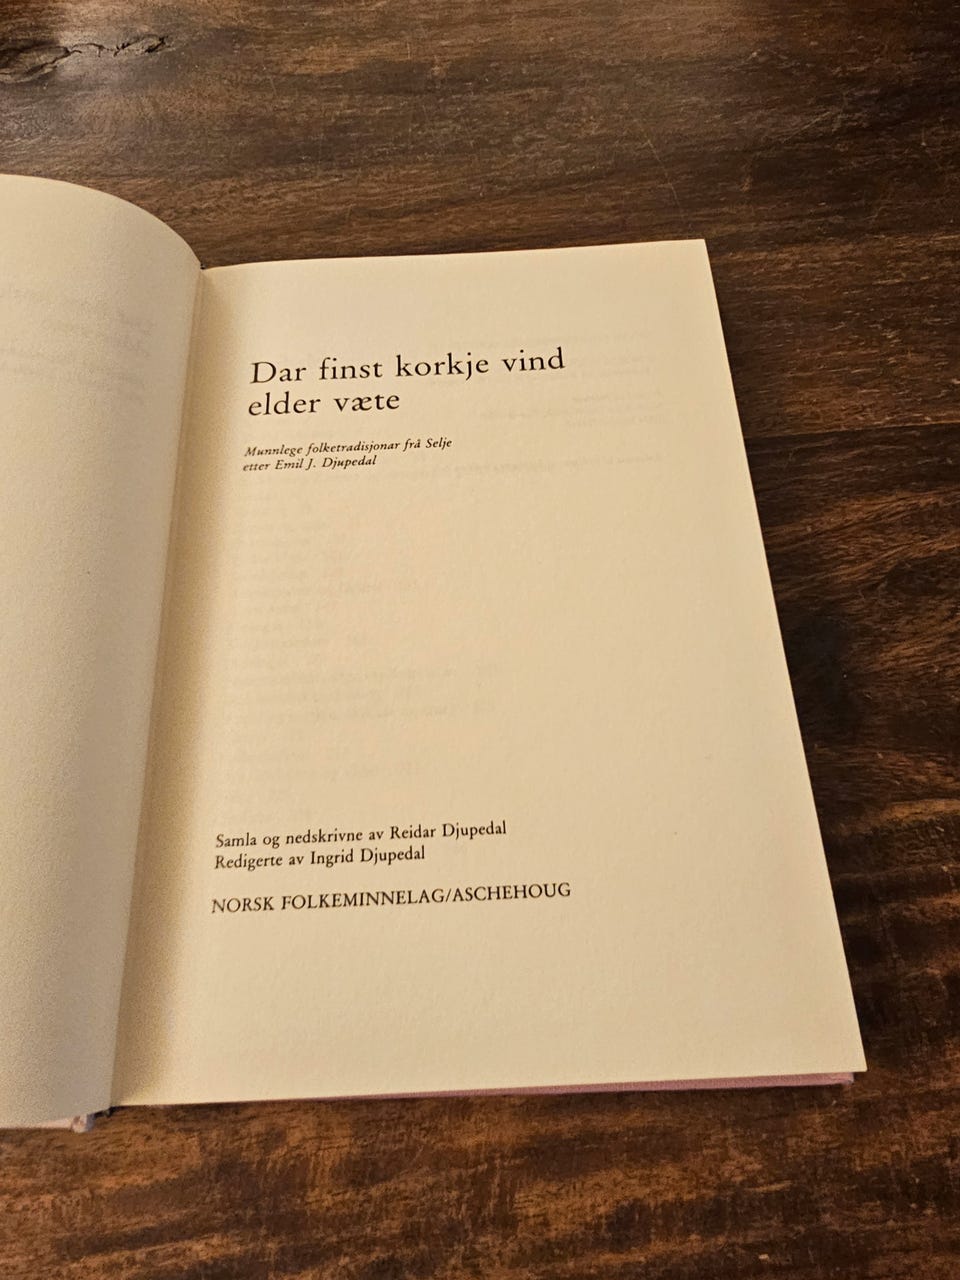 Dar finst korkje vind
elder væte
Munnlege folketradisjonar frå Selje
etter Emil J. Djupedal
Samla og nedskrivne av Reidar Djupedal
Redigerte av Ingrid Djupedal
NORSK FOLKEMINNELAG/ASCHEHOUG